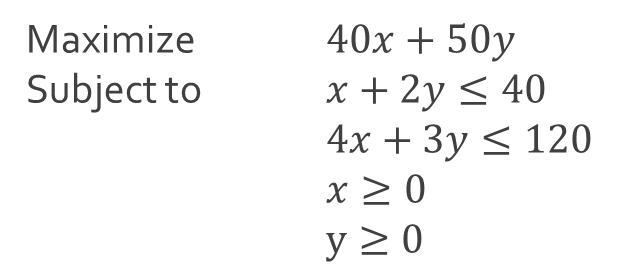 Maximize 40x + 50y
Subject to x + 2y ≤ 40
4x + 3y ≤ 120
x ≥ 0
y ≥ 0